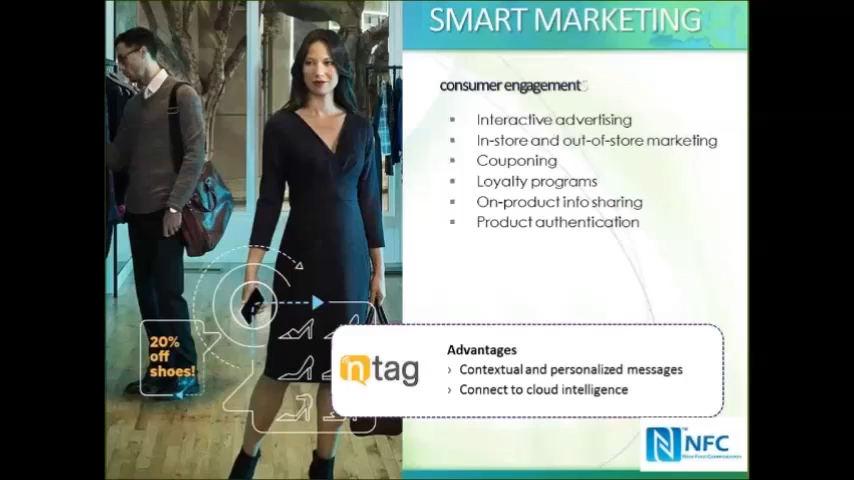 SMART MARKETING
consumer engagement
Interactive advertising
In-store and out-of-store marketing
Couponing
Loyalty programs
On-product info sharing
Product authentication
20%
off
shoes!
ntag
Advantages
› Contextual and personalized messages
› Connect to cloud intelligence
NFC